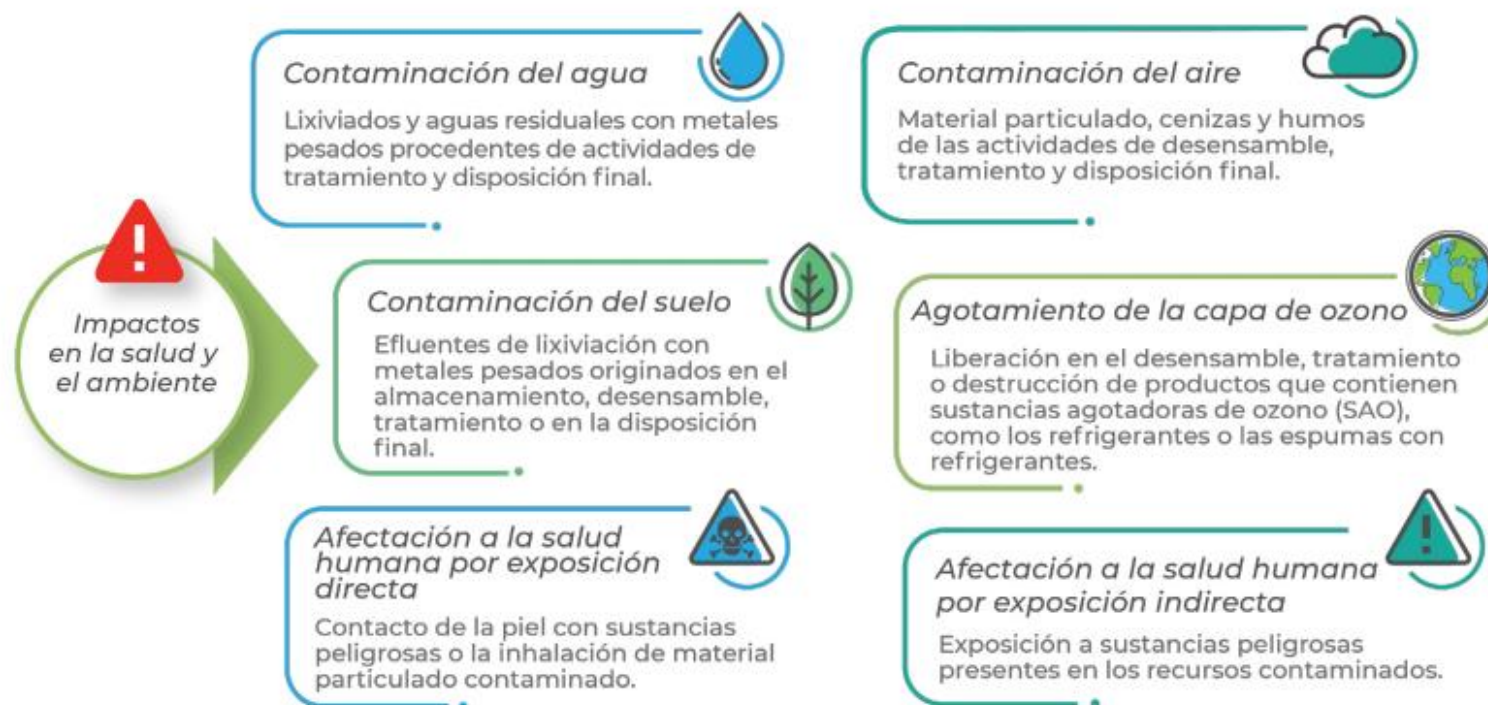 Impactos
en la salud y
el ambiente
Contaminación del agua
Lixiviados y aguas residuales con metales
pesados procedentes de actividades de
tratamiento y disposición final.
Contaminación del aire
Material particulado, cenizas y humos
de las actividades de desensamble,
tratamiento y disposición final.
Contaminación del suelo
Efluentes de lixiviación con
metales pesados originados en el
almacenamiento, desensamble,
tratamiento o en la disposición
final.
Agotamiento de la capa de ozono
Liberación en el desensamble, tratamiento
o destrucción de productos que contienen
sustancias agotadoras de ozono (SAO),
como los refrigerantes o las espumas con
refrigerantes.
Afectación a la salud
humana por exposición
directa
Contacto de la piel con sustancias
peligrosas o la inhalación de material
particulado contaminado.
Afectación a la salud humana
por exposición indirecta
Exposición a sustancias peligrosas
presentes en los recursos contaminados.